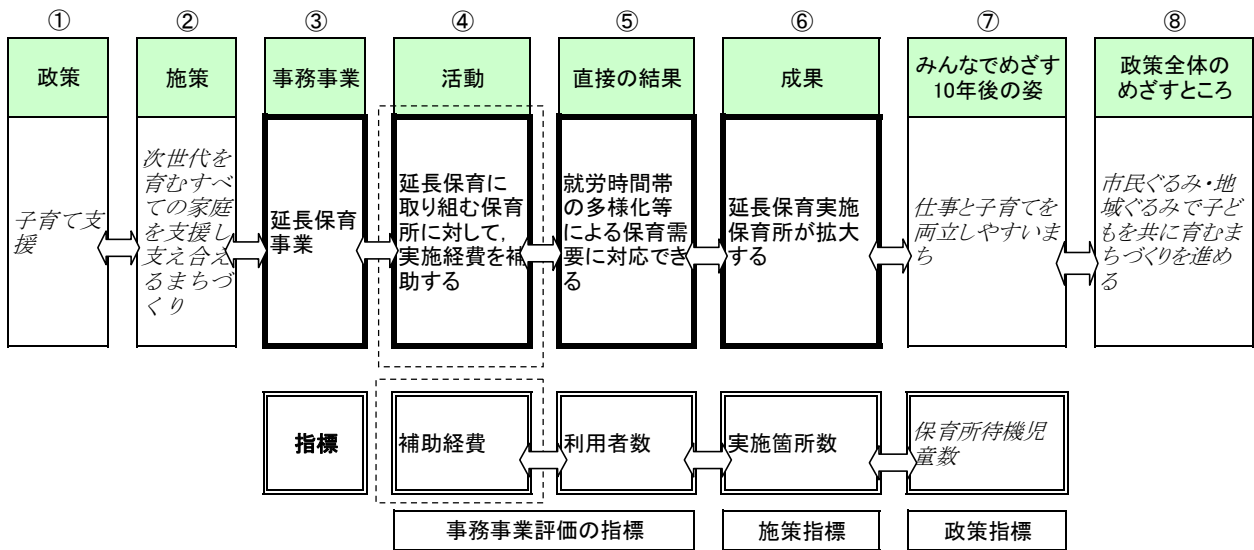 ①
②
③
④
⑤
⑥
⑦
⑧
政策
施策
事務事業
活動
直接の結果
成果
みんなでめざす
10年後の姿
政策全体の
めざすところ
子育て支
援
次世代を
育むすべ
ての家庭
を支援し
支え合え
るまちづ
くり
延長保育
事業
延長保育に
取り組む保育
所に対して,
実施経費を補
助する
就労時間帯
の多様化等
による保育需
要に対応でき
る
延長保育実施
保育所が拡大
する
仕事と子育てを
両立しやすいま
ち
市民ぐるみ・地
域ぐるみで子ど
もを共に育むま
ちづくりを進め
る
指標
補助経費
利用者数
実施箇所数
保育所待機児
童数
事務事業評価の指標
施策指標
政策指標